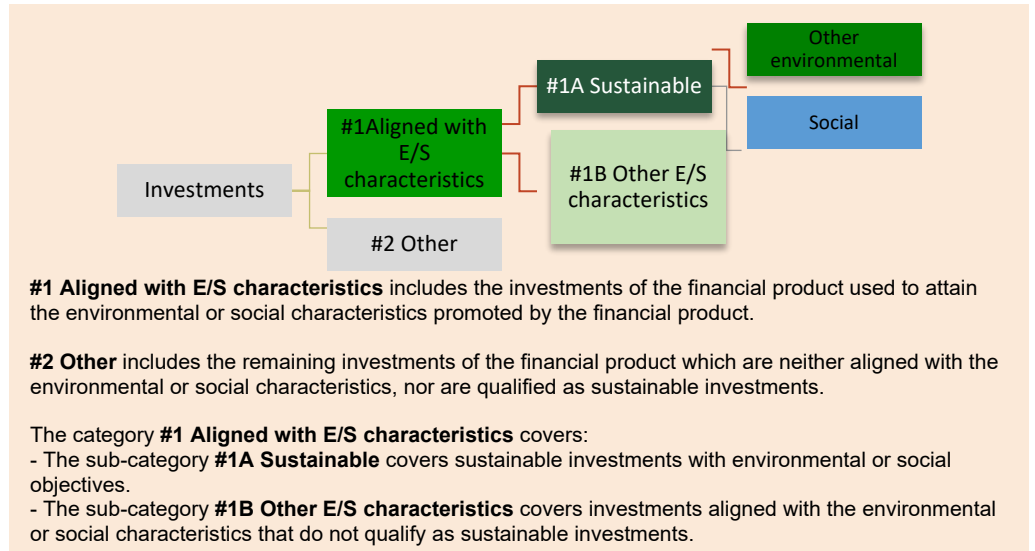 Other
environmental
#1A Sustainable
Social
#1Aligned with
E/S
characteristics
#1B Other E/S
characteristics
Investments
#2 Other
#1 Aligned with E/S characteristics includes the investments of the financial product used to attain
the environmental or social characteristics promoted by the financial product.
#2 Other includes the remaining investments of the financial product which are neither aligned with the
environmental or social characteristics, nor are qualified as sustainable investments.
The category #1 Aligned with E/S characteristics covers:
- The sub-category #1A Sustainable covers sustainable investments with environmental or social
objectives.
- The sub-category #1B Other E/S characteristics covers investments aligned with the environmental
or social characteristics that do not qualify as sustainable investments.